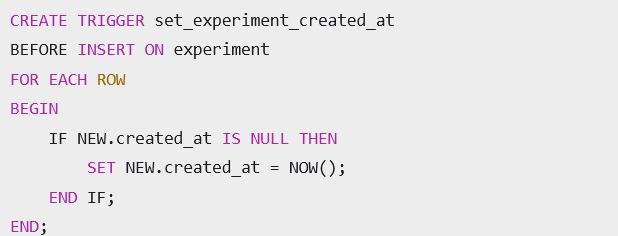 CREATE TRIGGER set_experiment_created_at
BEFORE INSERT ON experiment
FOR EACH ROW
BEGIN
    IF NEW.created_at IS NULL THEN
        SET NEW.created_at = NOW();
    END IF;
END;